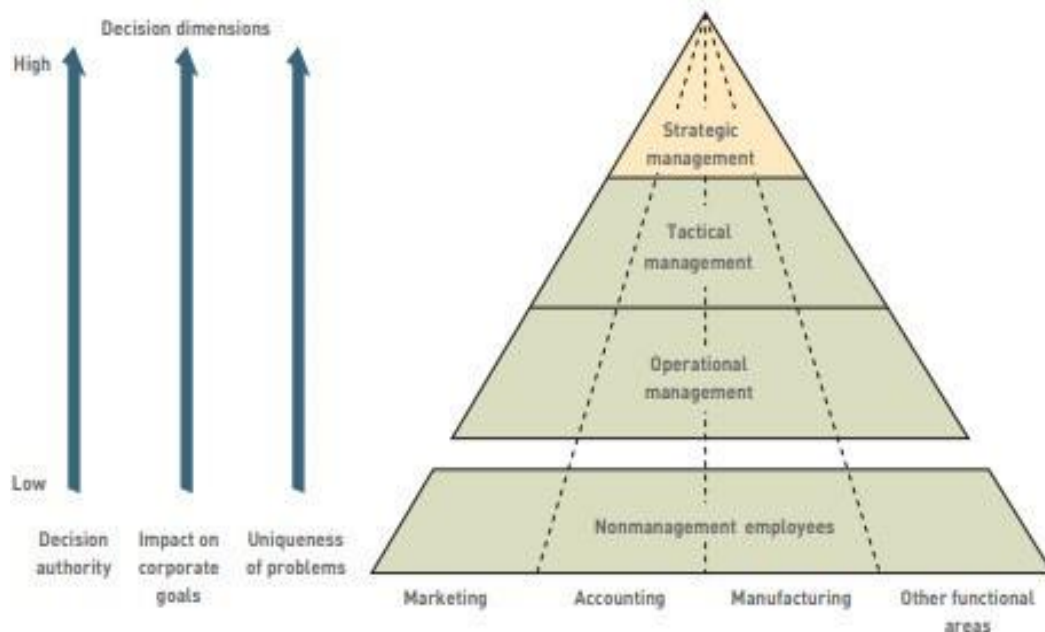 Decision dimensions
High
Low
Decision
authority
Impact on
corporate
goals
Uniqueness
of problems
Strategic
management
Tactical
management
Operational
management
Nonmanagement employees
Marketing
Accounting
Manufacturing
Other functional
areas